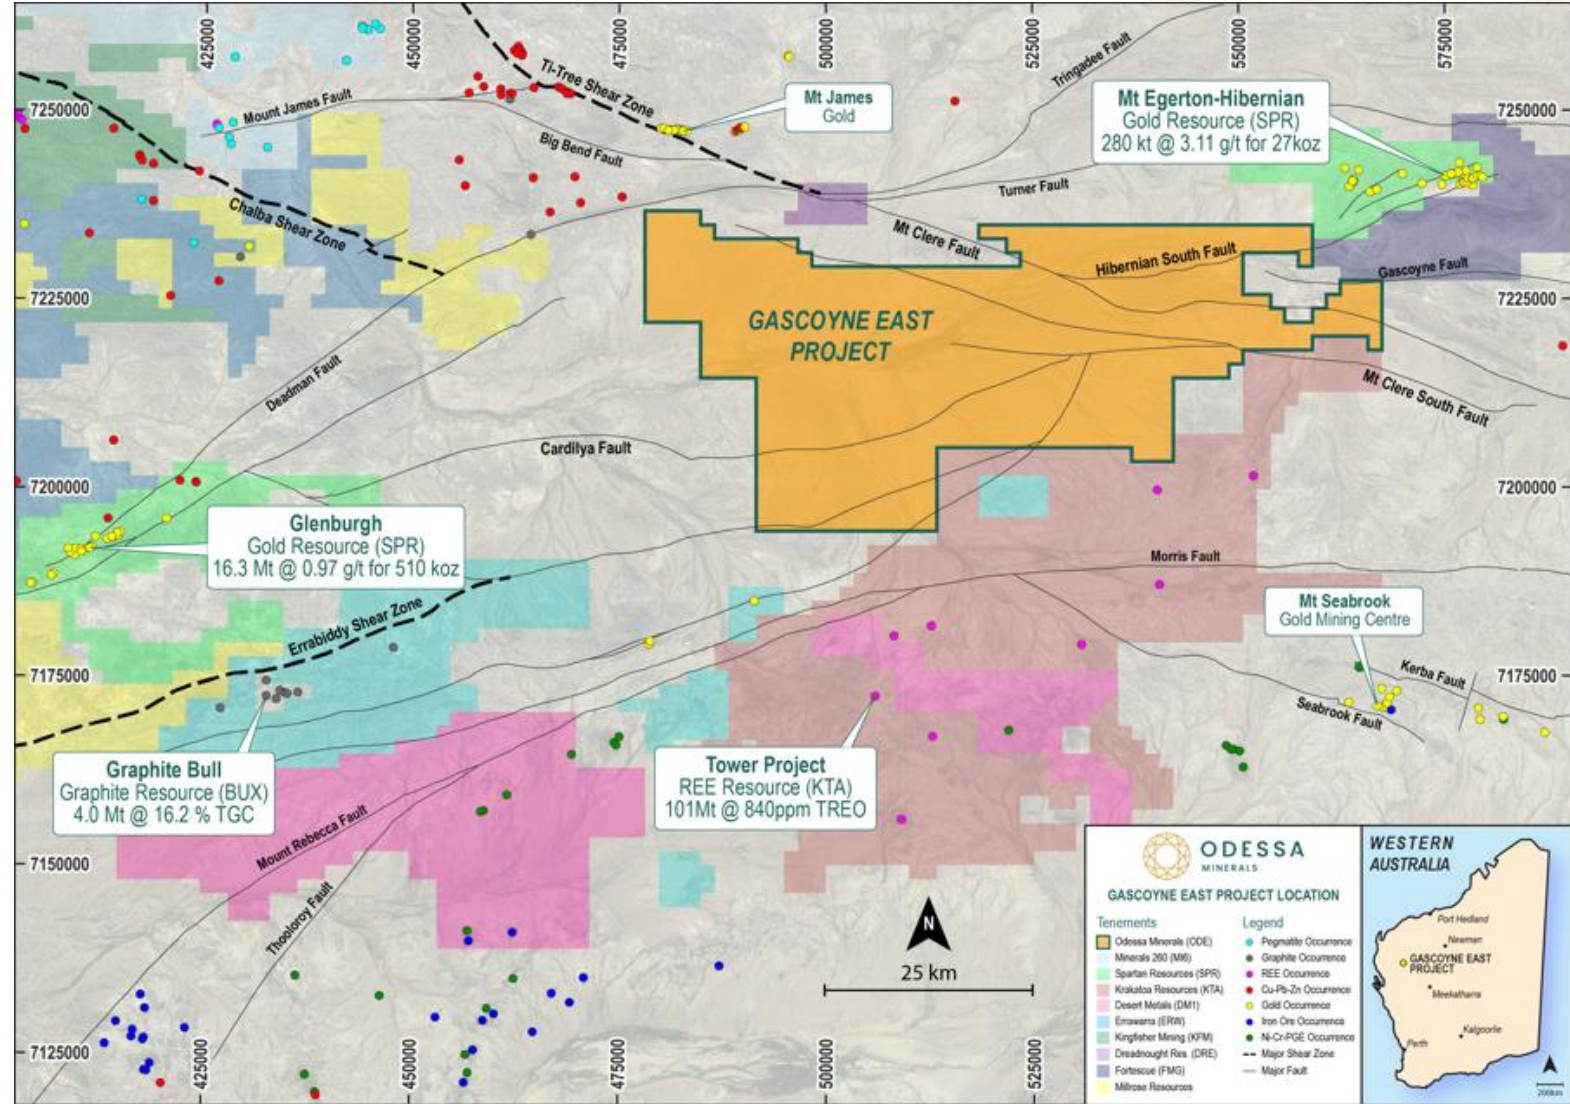 425000
450000
475000
500000
525000
550000
575000
7250000
7250000
7225000
7225000
7200000
7200000
7175000
7175000
7150000
7125000
425000
450000
475000
500000
525000
Ti-Tree Shear Zone
Tringadee Fault
Mount James Fault
Big Bend Fault
Mt James
Gold
Mt Egerton-Hibernian
Gold Resource (SPR)
280 kt @ 3.11 g/t for 27koz
Turner Fault
Chalba Shear Zone
Mt Clere Fault
Hibernian South Fault
Gascoyne Fault
GASCOYNE EAST
PROJECT
Deadman Fault
Mt Clere South Fault
Cardilya Fault
Glenburgh
Gold Resource (SPR)
16.3 Mt @ 0.97 g/t for 510 koz
Morris Fault
Errabiddy Shear Zone
Mt Seabrook
Gold Mining Centre
Kerba Fault
Seabrook Fault
Graphite Bull
Graphite Resource (BUX)
4.0 Mt @ 16.2 % TGC
Tower Project
REE Resource (KTA)
101Mt @ 840ppm TREO
Mount Rebecca Fault
Thooloroy Fault
N
25 km
ODESSA
MINERALS
GASCOYNE EAST PROJECT LOCATION
Tenements
Odessa Minerals (ODE)
Minerals 260 (MI6)
Spartan Resources (SPR)
Krakatoa Resources (KTA)
Desert Metals (DM1)
Errawarra (ERW)
Kingfisher Mining (KFM)
Dreadnought Res. (DRE)
Fortescue (FMG)
Millrose Resources
Legend
Pegmatite Occurrence
Graphite Occurrence
REE Occurrence
Cu-Pb-Zn Occurrence
Gold Occurrence
Iron Ore Occurrence
Ni-Cr-PGE Occurrence
Major Shear Zone
Major Fault
WESTERN
AUSTRALIA
Port Hedland
Newman
GASCOYNE EAST
PROJECT
Meekatharra
Kalgoorlie
Perth
200km